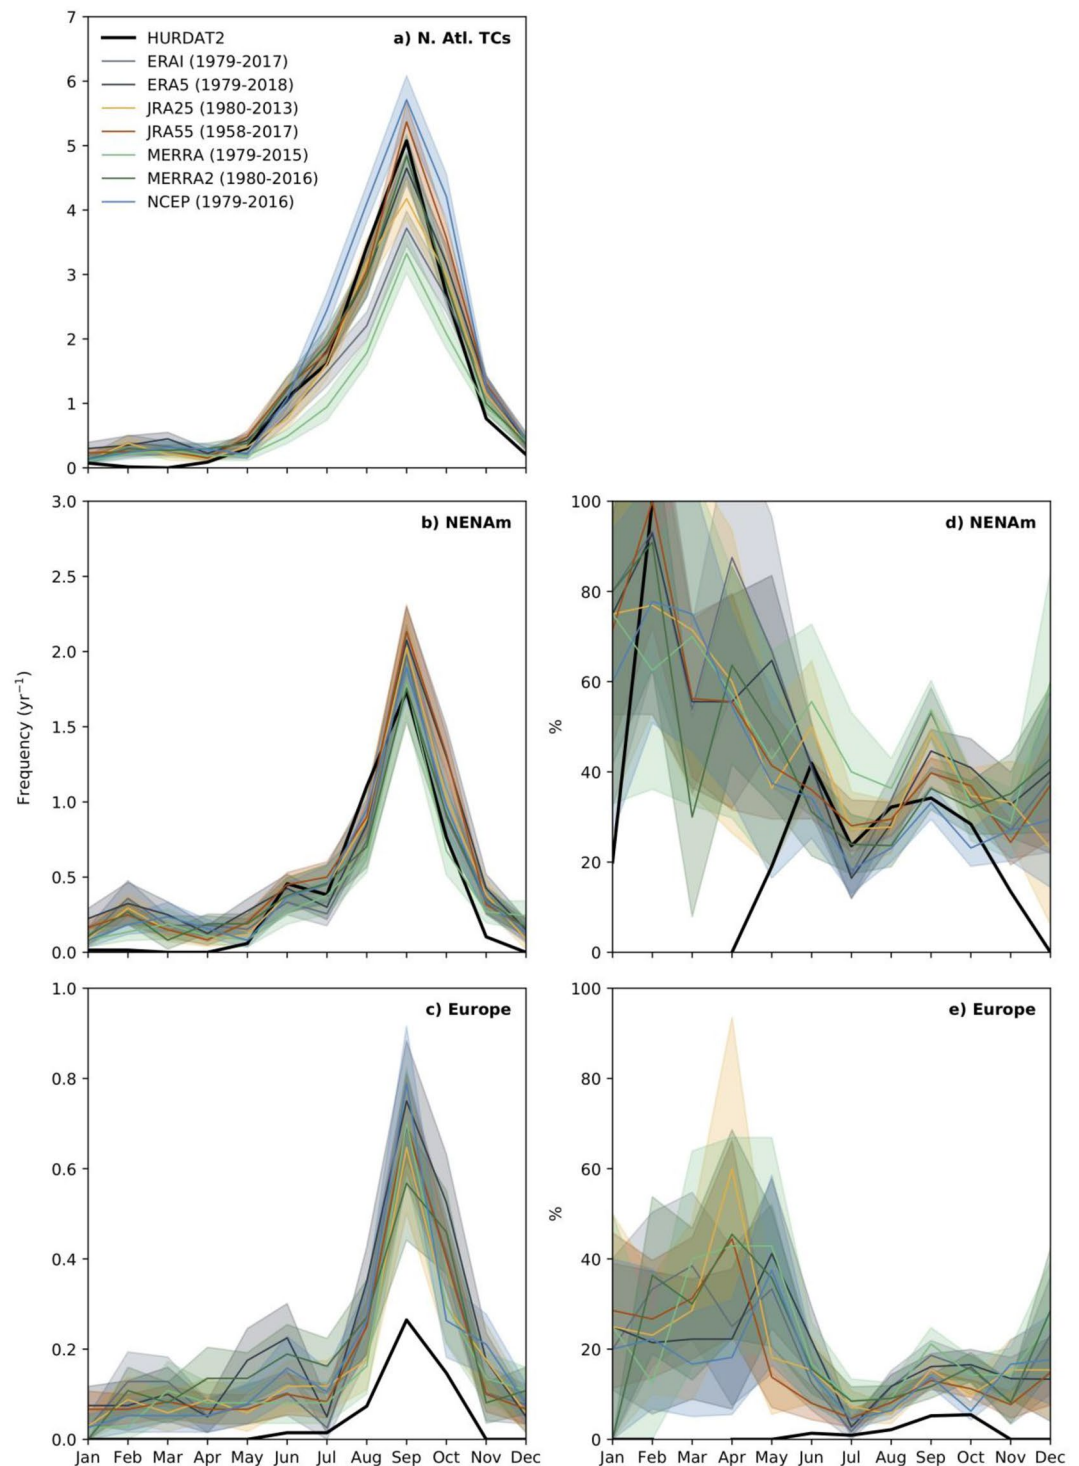 7
6
5
4
3
2
1
0
HURDAT2
a) N. Atl. TCs
ERAI (1979-2017)
ERA5 (1979-2018)
JRA25 (1980-2013)
JRA55 (1958-2017)
MERRA (1979-2015)
MERRA2 (1980-2016)
NCEP (1979-2016)
3.0
2.5
2.0
1.5
1.0
0.5
0.0
b) NENAm
Frequency (yr⁻¹)
100
80
60
40
20
0
d) NENAm
%
1.0
0.8
0.6
0.4
0.2
0.0
c) Europe
Jan Feb Mar Apr May Jun Jul Aug Sep Oct Nov Dec
100
80
60
40
20
0
e) Europe
%
Jan Feb Mar Apr May Jun Jul Aug Sep Oct Nov Dec